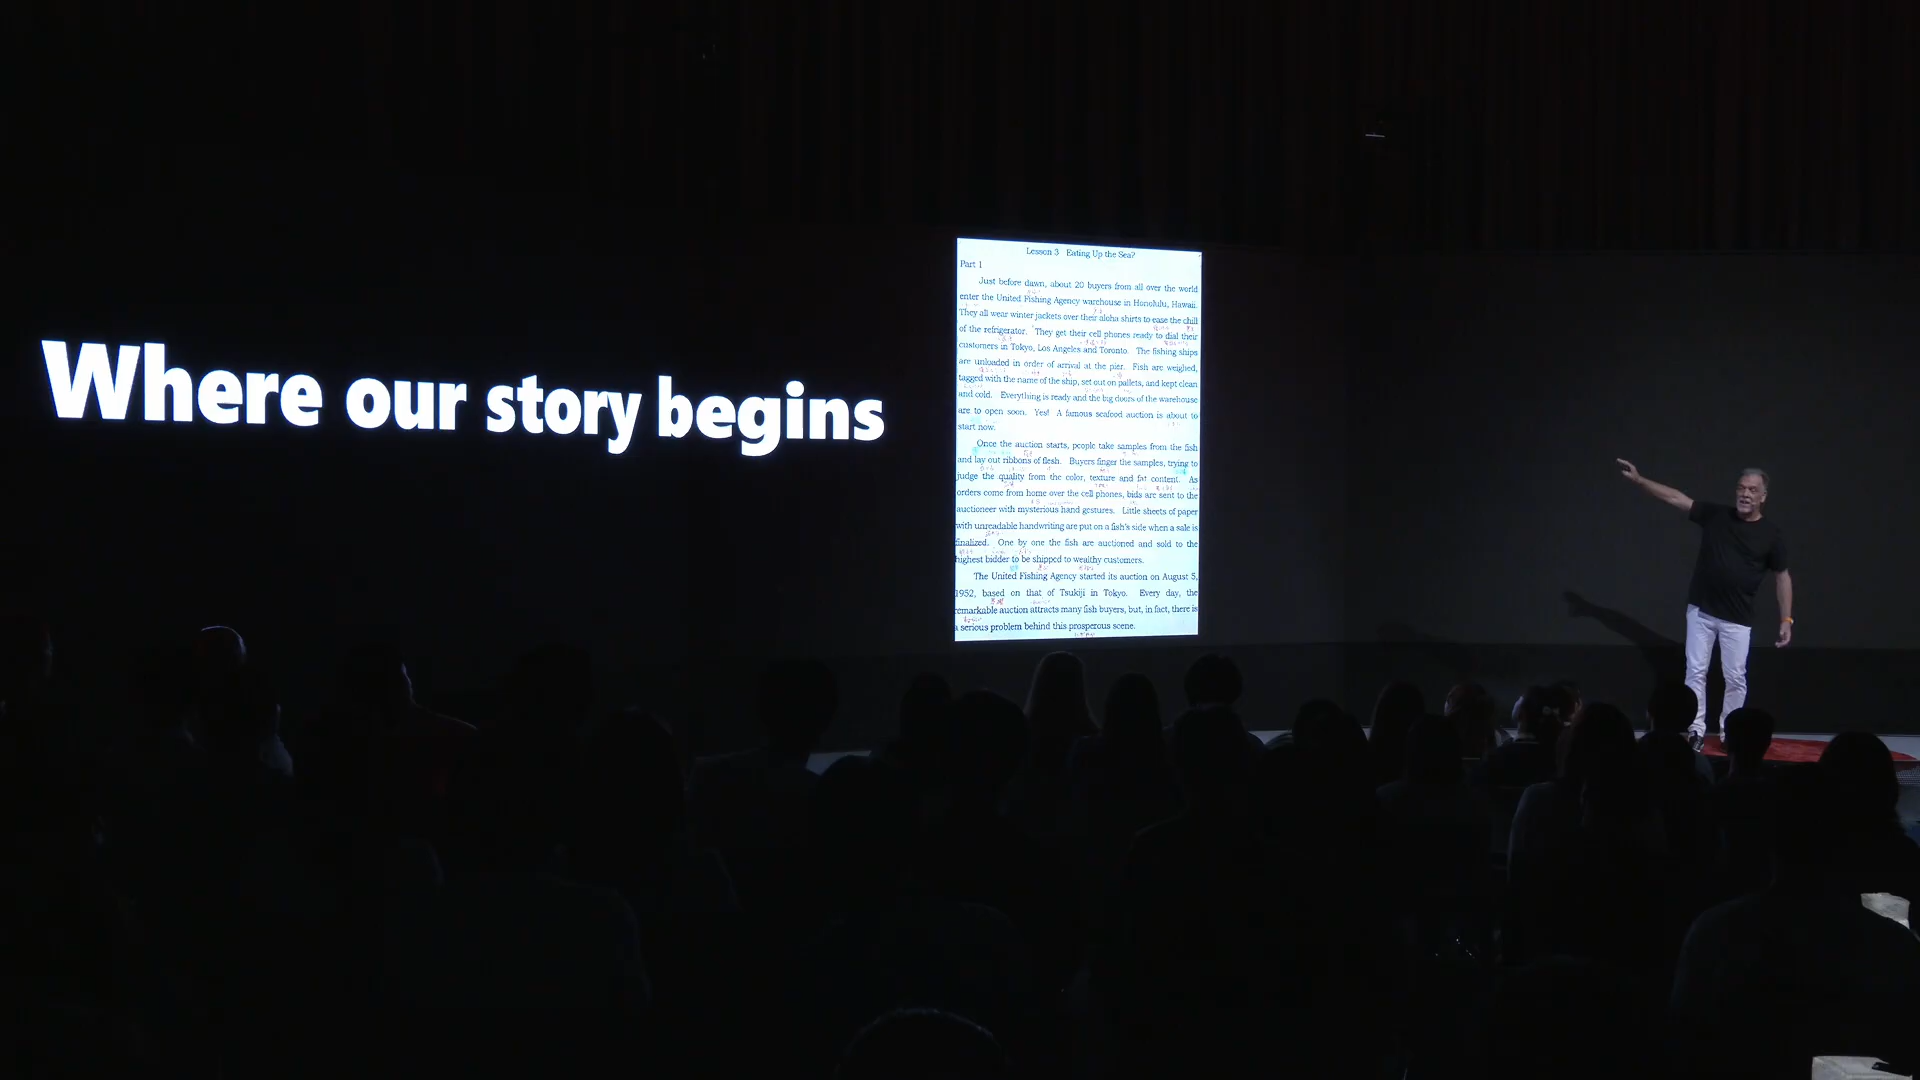 Where our story begins
Lesson 3 Eating Up the Sea?
Part 1
Just before dawn, about 20 buyers from all over the world
enter the United Fishing Agency warehouse in Honolulu, Hawaii.
They all wear winter jackets over their aloha shirts to ease the chill
of the refrigerator. They get their cell phones ready to dial their
customers in Tokyo, Los Angeles and Toronto. The fishing ships
are unloaded in order of arrival at the pier. Fish are weighed,
tagged with the name of the ship, set out on pallets, and kept clean
and cold. Everything is ready and the big doors of the warehouse
are to open soon. Yes! A famous seafood auction is about to
start now.
Once the auction starts, people take samples from the fish
and lay out ribbons of flesh. Buyers finger the samples, trying to
judge the quality from the color, texture and fat content. As
orders come from home over the cell phones, bids are sent to the
auctioneer with mysterious hand gestures. Little sheets of paper
with unreadable handwriting are put on a fish's side when a sale is
finalized. One by one the fish are auctioned and sold to the
highest bidder to be shipped to wealthy customers.
The United Fishing Agency started its auction on August 5,
1952, based on that of Tsukiji in Tokyo. Every day, the
remarkable auction attracts many fish buyers, but, in fact, there is
a serious problem behind this prosperous scene.